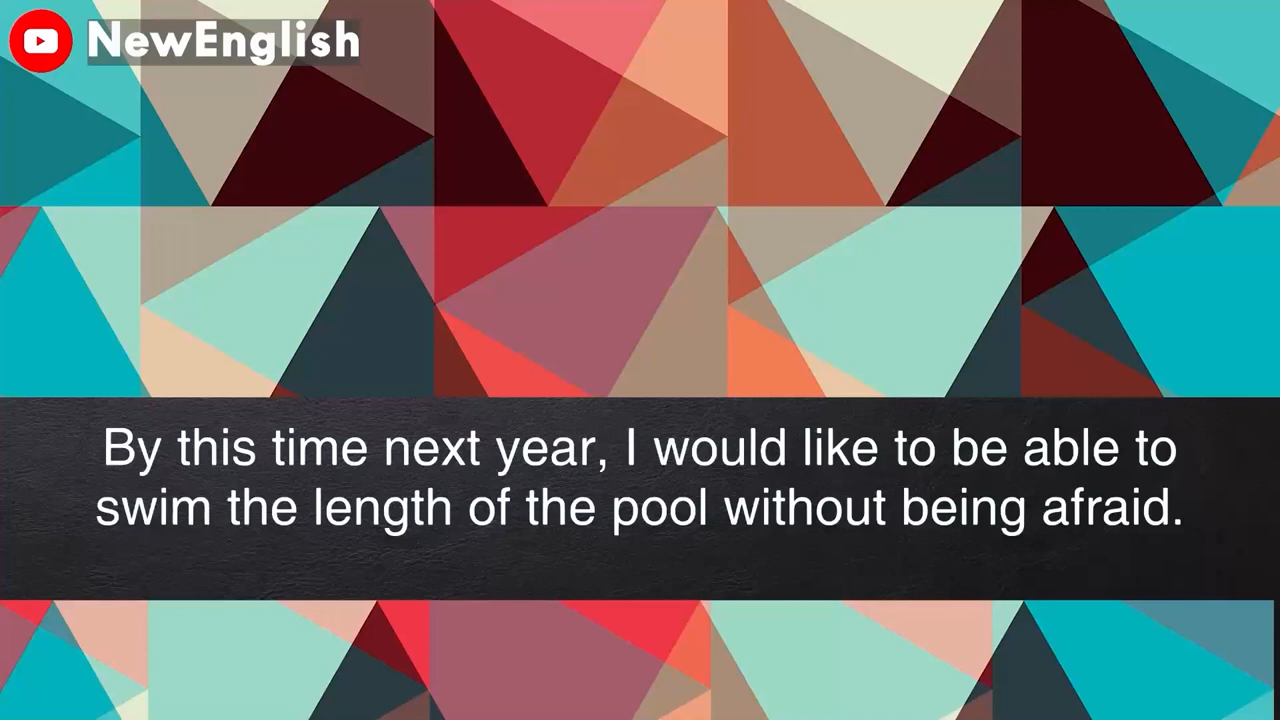 NewEnglish
By this time next year, I would like to be able to
swim the length of the pool without being afraid.